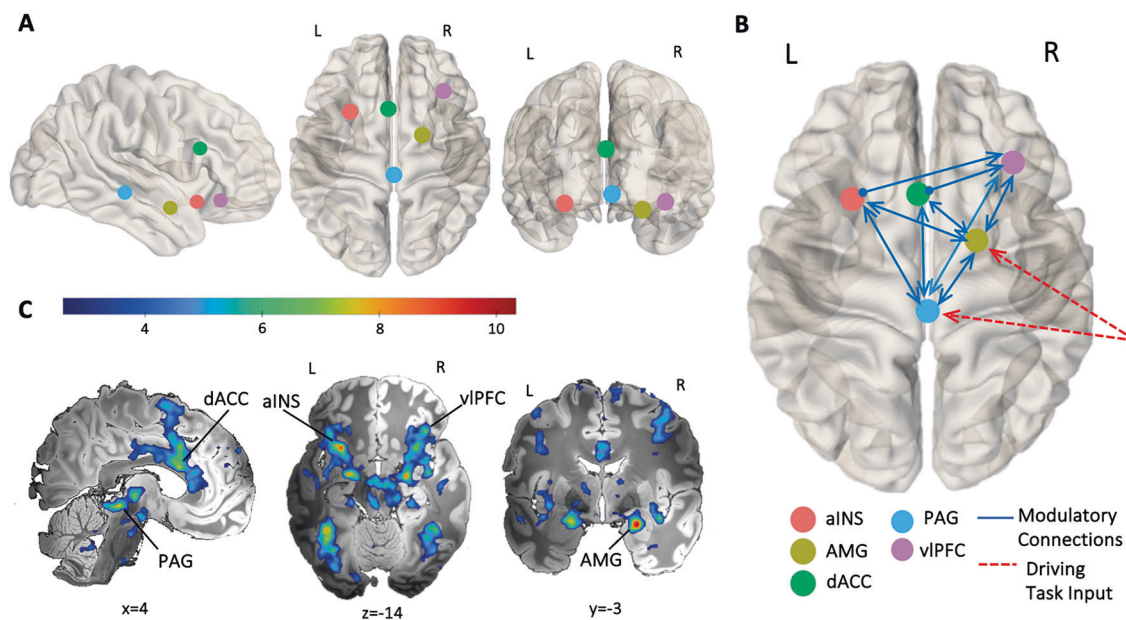 A
L
R
L
R
B
L
R
C
4
6
8
10
dACC
PAG
x=4
L
R
aINS
vlPFC
z=-14
L
R
AMG
y=-3
aINS
PAG
Modulatory
Connections
AMG
vlPFC
dACC
Driving
Task Input